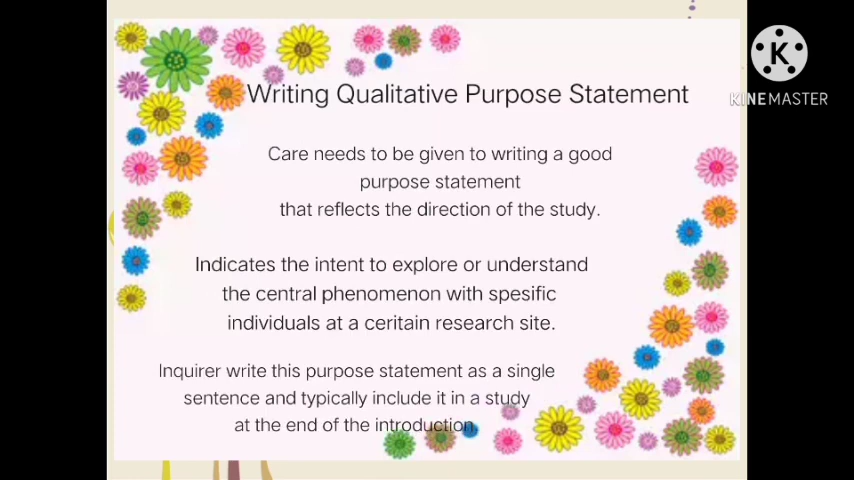 K
KINEMASTER
Writing Qualitative Purpose Statement
Care needs to be given to writing a good
purpose statement
that reflects the direction of the study.
Indicates the intent to explore or understand
the central phenomenon with spesific
individuals at a ceritain research site.
Inquirer write this purpose statement as a single
sentence and typically include it in a study
at the end of the introduction.